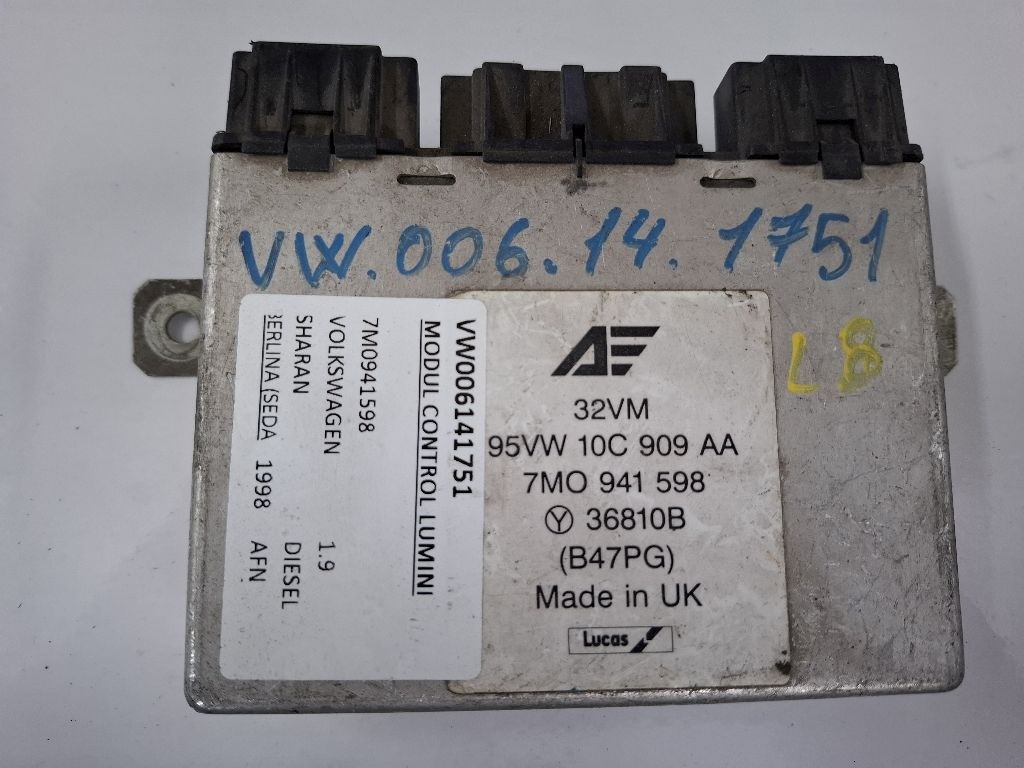 VW.006.14.1751
L8
AE
32VM
95VW 10C 909 AA
7MO 941 598
Y 36810B
(B47PG)
Made in UK
Lucas
VW006141751
MODUL CONTROL LUMINI
7M0941598
VOLKSWAGEN 1.9
SHARAN DIESEL
BERLINA (SEDA 1998 AFN